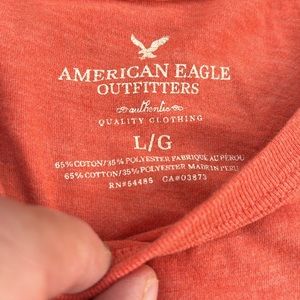 AMERICAN EAGLE
OUTFITTERS
authentic
QUALITY CLOTHING
L/G
65% COTON/35% POLYESTER FABRIQUE AU PEROU
65% COTTON/35% POLYESTER MADE IN PERU
RN#54485 CA#03873